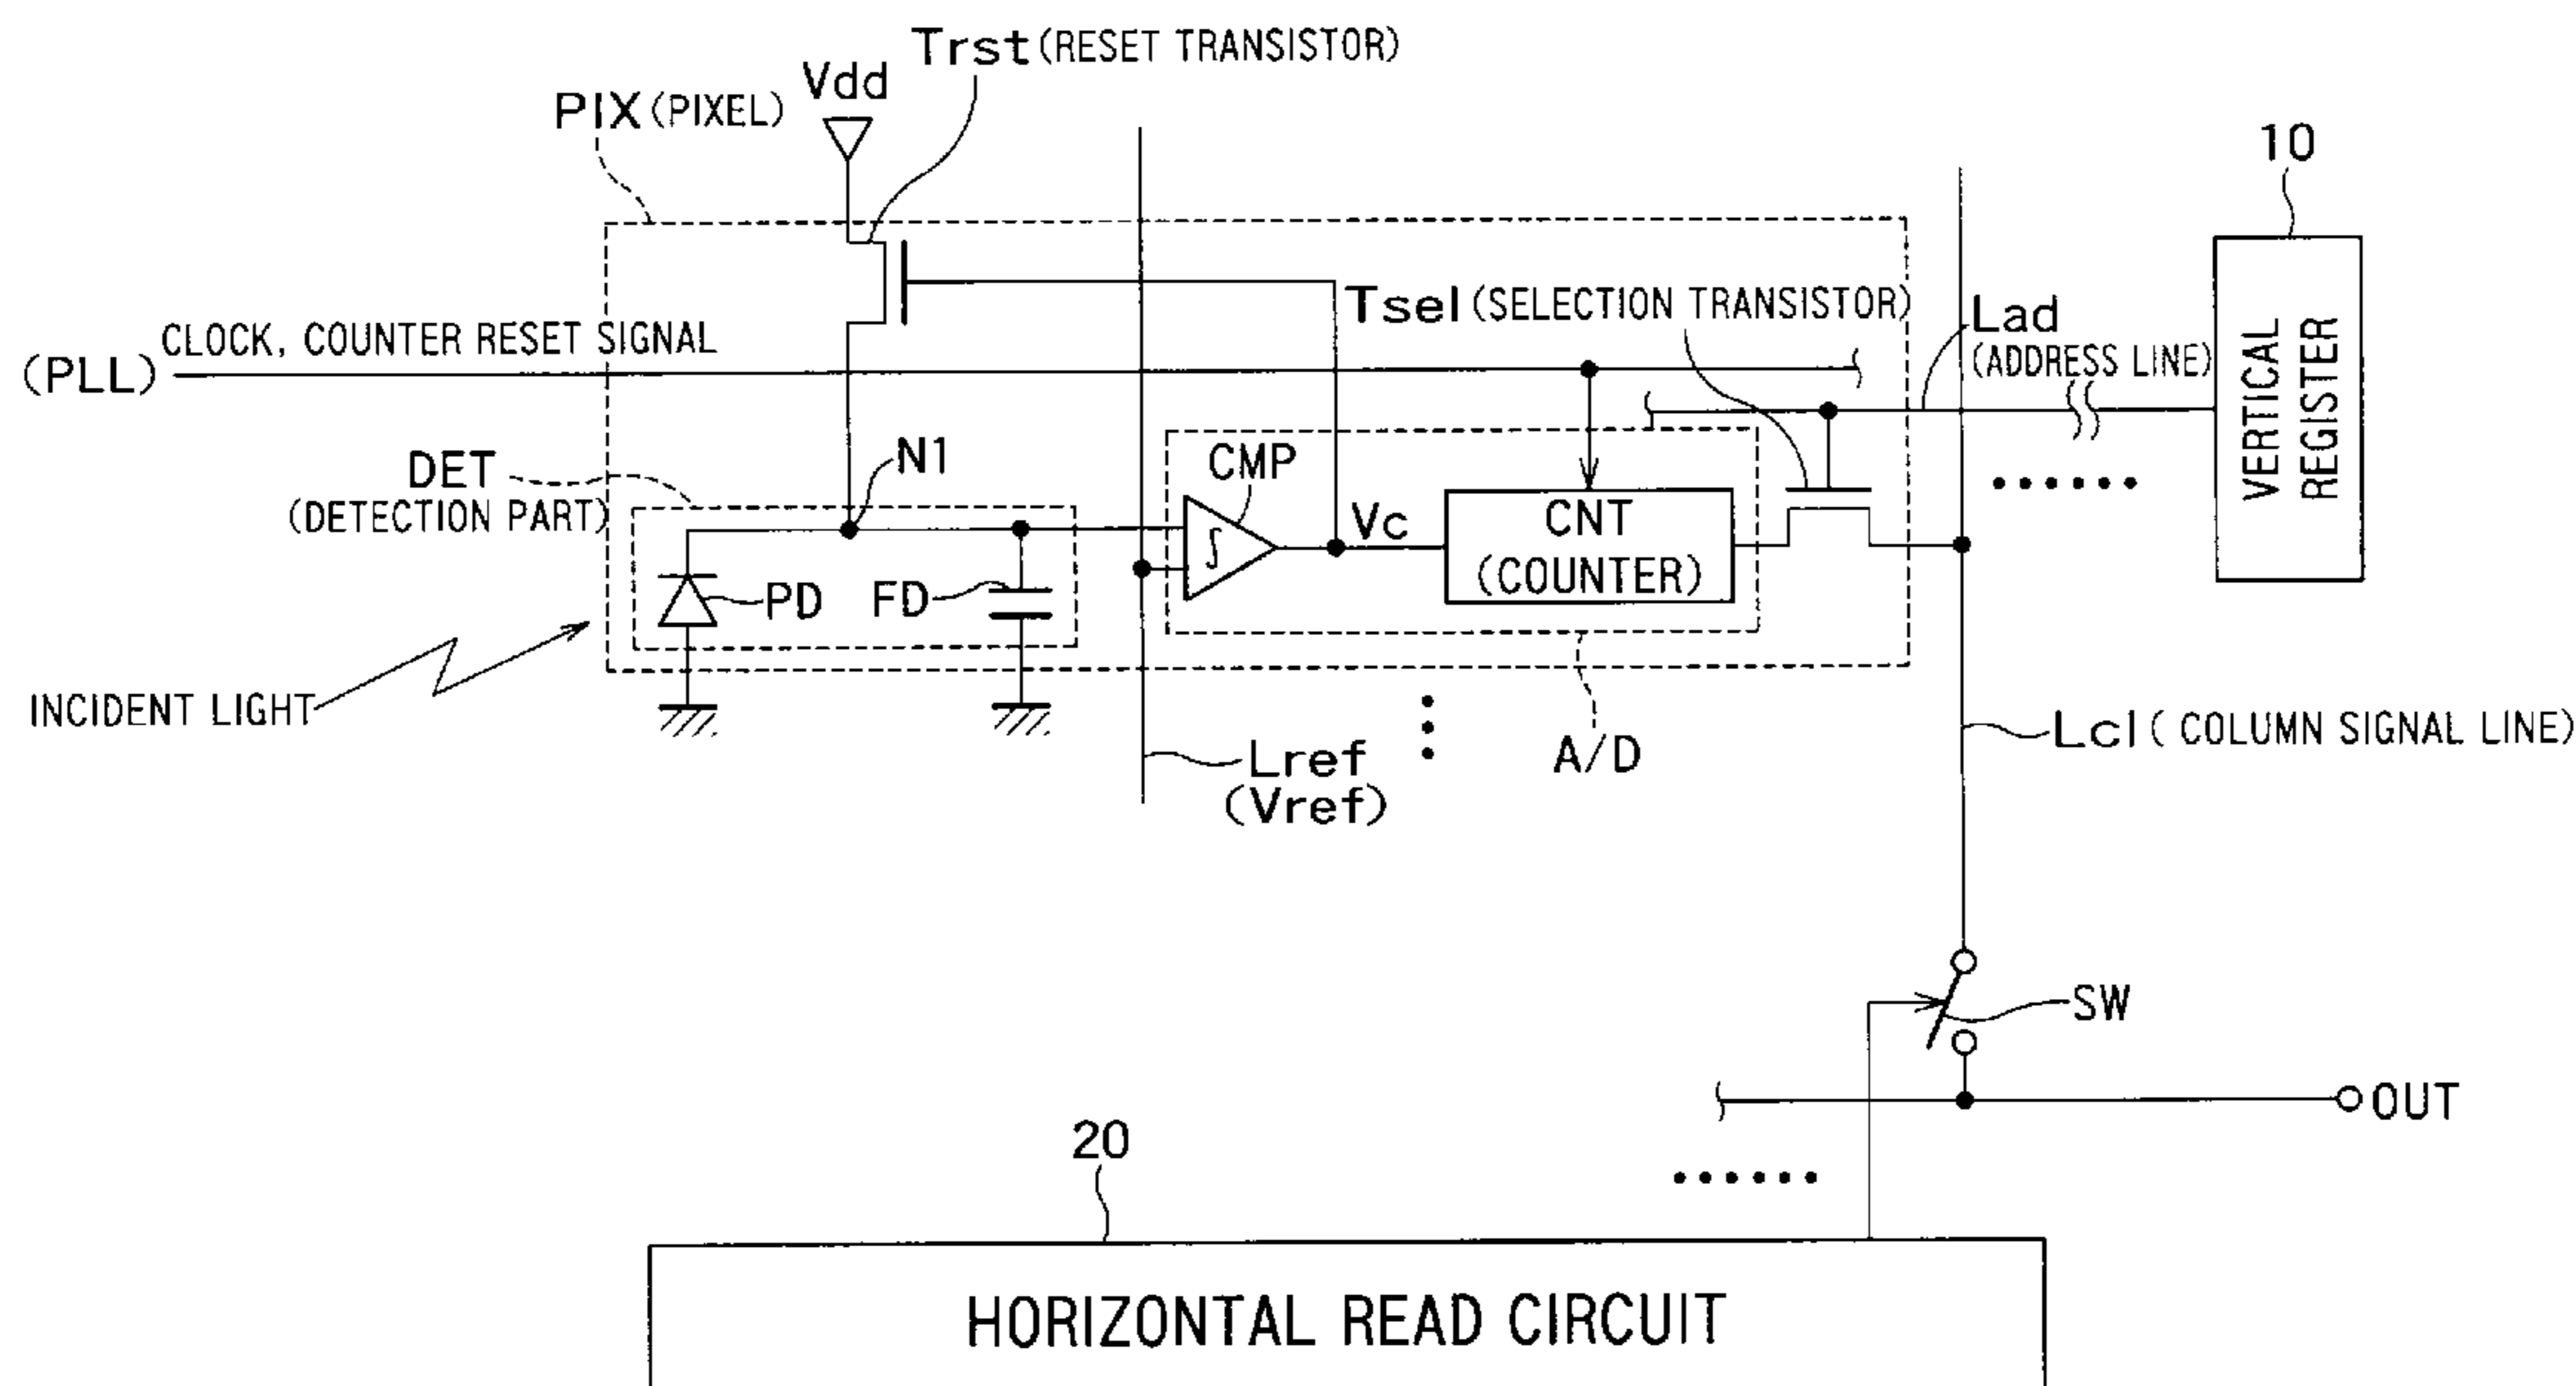 Trst (RESET TRANSISTOR)
Vdd
PIX (PIXEL)
10
Tsel (SELECTION TRANSISTOR)
Lad
(ADDRESS LINE)
CLOCK, COUNTER RESET SIGNAL
(PLL)
VERTICAL
REGISTER
N1
DET
(DETECTION PART)
CMP
Vc
CNT
(COUNTER)
PD
FD
INCIDENT LIGHT
Lcl ( COLUMN SIGNAL LINE)
A/D
Lref
(Vref)
SW
OUT
20
HORIZONTAL READ CIRCUIT